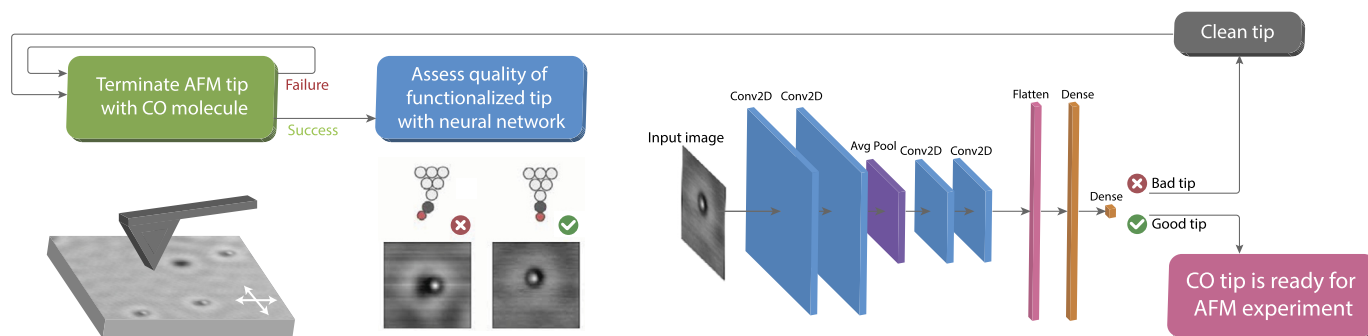 Clean tip
Terminate AFM tip
with CO molecule
Failure
Success
Assess quality of
functionalized tip
with neural network
Input image
Conv2D
Conv2D
Avg Pool
Conv2D
Conv2D
Flatten
Dense
Dense
Bad tip
Good tip
CO tip is ready for
AFM experiment